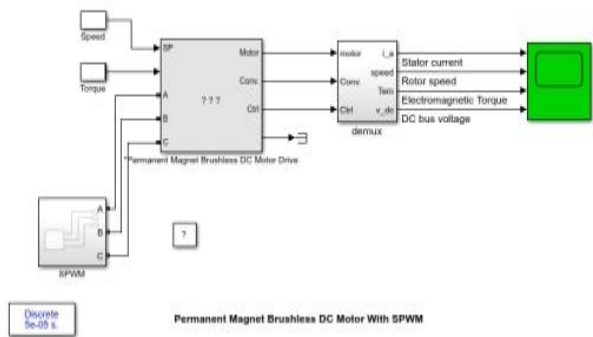 Speed
SP
Motor
motor
i_a
Stator current
speed
Rotor speed
Torque
Conv.
Conv.
Tem
Electromagnetic Torque
A
? ? ?
B
Ctrl
Ctrl
v_dc
DC bus voltage
C
demux
Permanent Magnet Brushless DC Motor Drive
A
B
?
C
SPWM
Discrete
5e-05 s.
Permanent Magnet Brushless DC Motor With SPWM